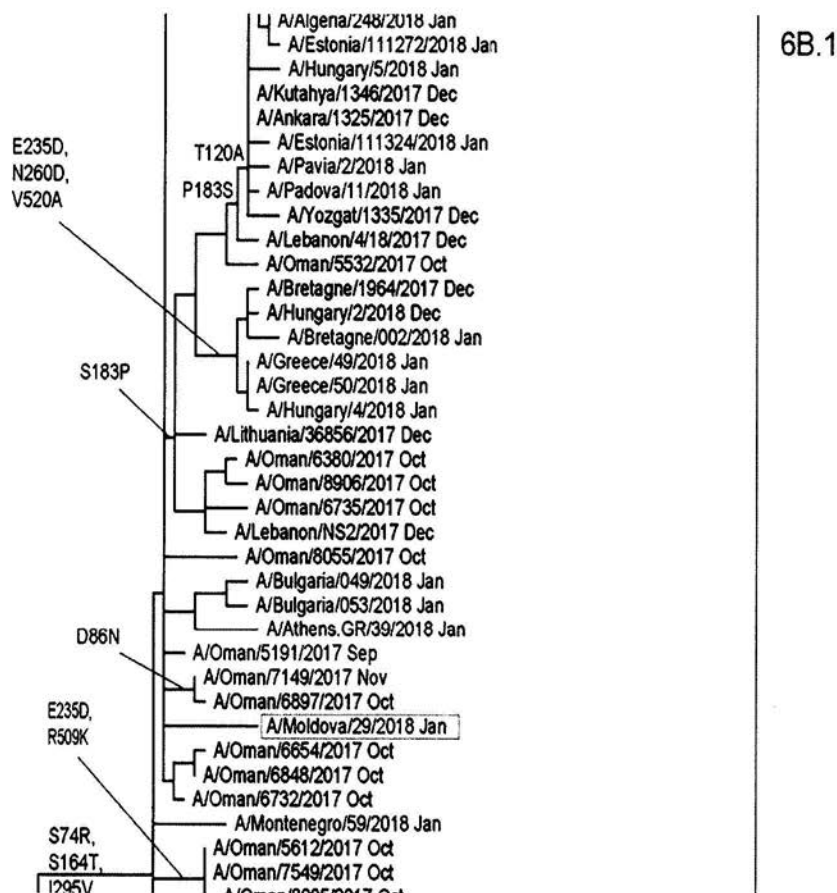 A/Algeria/248/2018 Jan
6B.1
A/Estonia/111272/2018 Jan
A/Hungary/5/2018 Jan
A/Kutahya/1346/2017 Dec
A/Ankara/1325/2017 Dec
E235D,
N260D,
V520A
T120A
A/Estonia/111324/2018 Jan
A/Pavia/2/2018 Jan
P183S
A/Padova/11/2018 Jan
A/Yozgat/1335/2017 Dec
A/Lebanon/4/18/2017 Dec
A/Oman/5532/2017 Oct
A/Bretagne/1964/2017 Dec
A/Hungary/2/2018 Dec
A/Bretagne/002/2018 Jan
A/Greece/49/2018 Jan
S183P
A/Greece/50/2018 Jan
A/Hungary/4/2018 Jan
A/Lithuania/36856/2017 Dec
A/Oman/6380/2017 Oct
A/Oman/8906/2017 Oct
A/Oman/6735/2017 Oct
A/Lebanon/NS2/2017 Dec
A/Oman/8055/2017 Oct
A/Bulgaria/049/2018 Jan
A/Bulgaria/053/2018 Jan
A/Athens.GR/39/2018 Jan
D86N
A/Oman/5191/2017 Sep
A/Oman/7149/2017 Nov
A/Oman/6897/2017 Oct
E235D,
R509K
A/Moldova/29/2018 Jan
A/Oman/6654/2017 Oct
A/Oman/6848/2017 Oct
A/Oman/6732/2017 Oct
A/Montenegro/59/2018 Jan
S74R,
S164T,
I295V
A/Oman/5612/2017 Oct
A/Oman/7549/2017 Oct